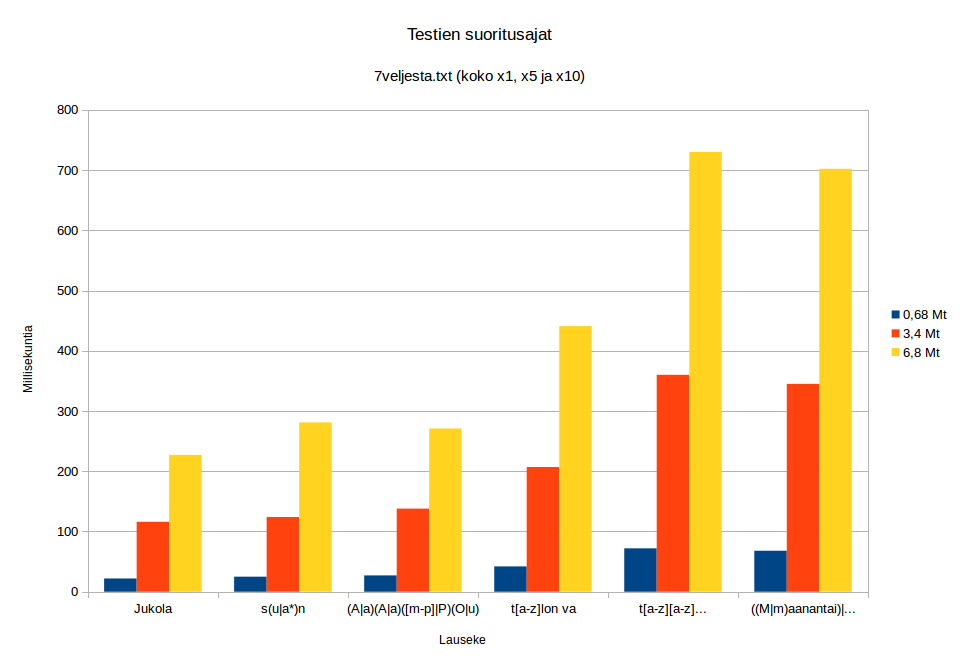 Testien suoritusajat
7veljesta.txt (koko x1, x5 ja x10)
800
700
600
500
400
300
200
100
0
Millisekuntia
Jukola
s(u|a*)n
(A|a)(A|a)([m-p]|P)(O|u)
t[a-z]lon va
t[a-z][a-z]...
((M|m)aanantai)|...
Lauseke
0,68 Mt
3,4 Mt
6,8 Mt